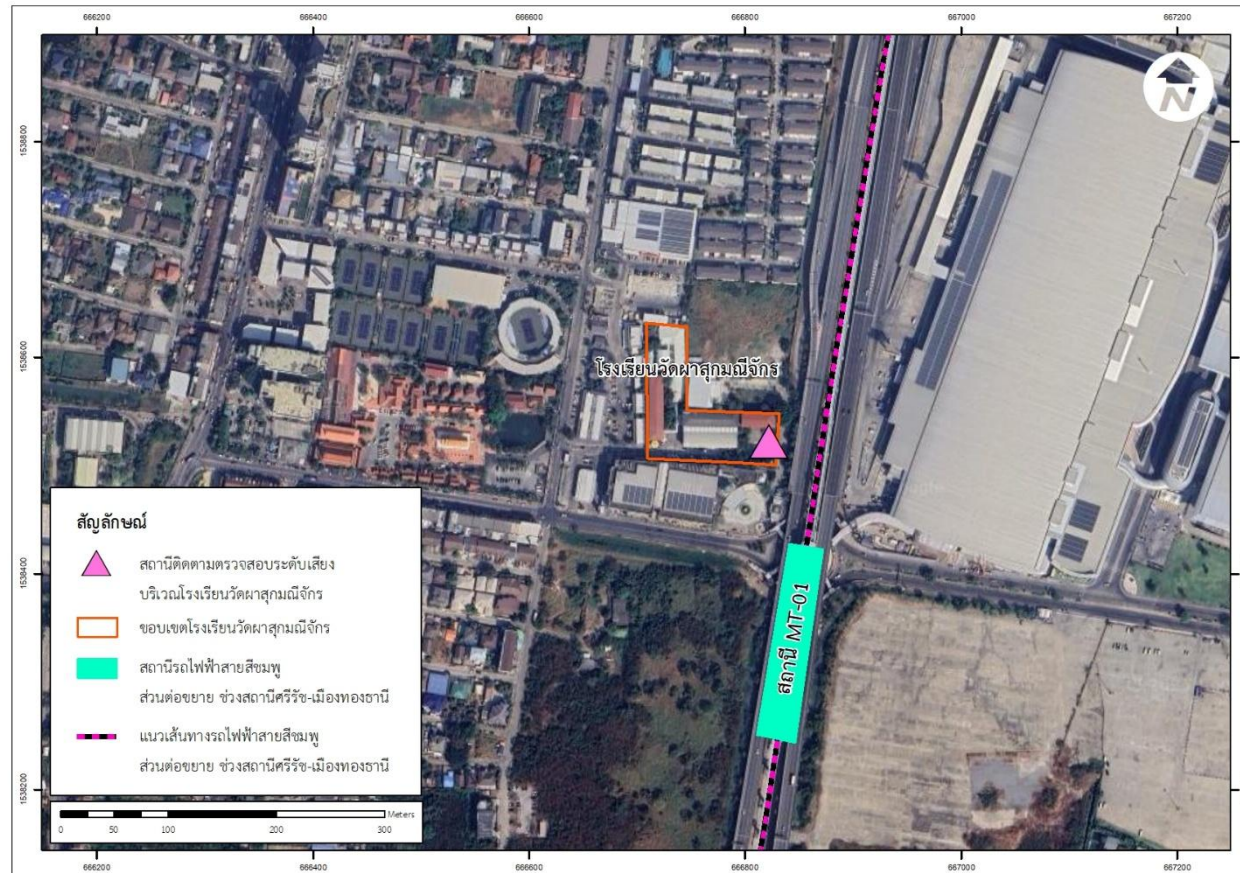 666200 666400 666600 666800 667000 667200
1538800
1538800
1538600
1538600
1538400
1538400
1538200
1538200
N
โรงเรียนวัดผาสุกมณีจักร
สถานี MT-01
สัญลักษณ์
สถานีติดตามตรวจสอบระดับเสียง
บริเวณโรงเรียนวัดผาสุกมณีจักร
ขอบเขตโรงเรียนวัดผาสุกมณีจักร
สถานีรถไฟฟ้าสายสีชมพู
ส่วนต่อขยาย ช่วงสถานีศรีรัช-เมืองทองธานี
แนวเส้นทางรถไฟฟ้าสายสีชมพู
ส่วนต่อขยาย ช่วงสถานีศรีรัช-เมืองทองธานี
Meters
0 50 100 200 300
666200 666400 666600 666800 667000 667200